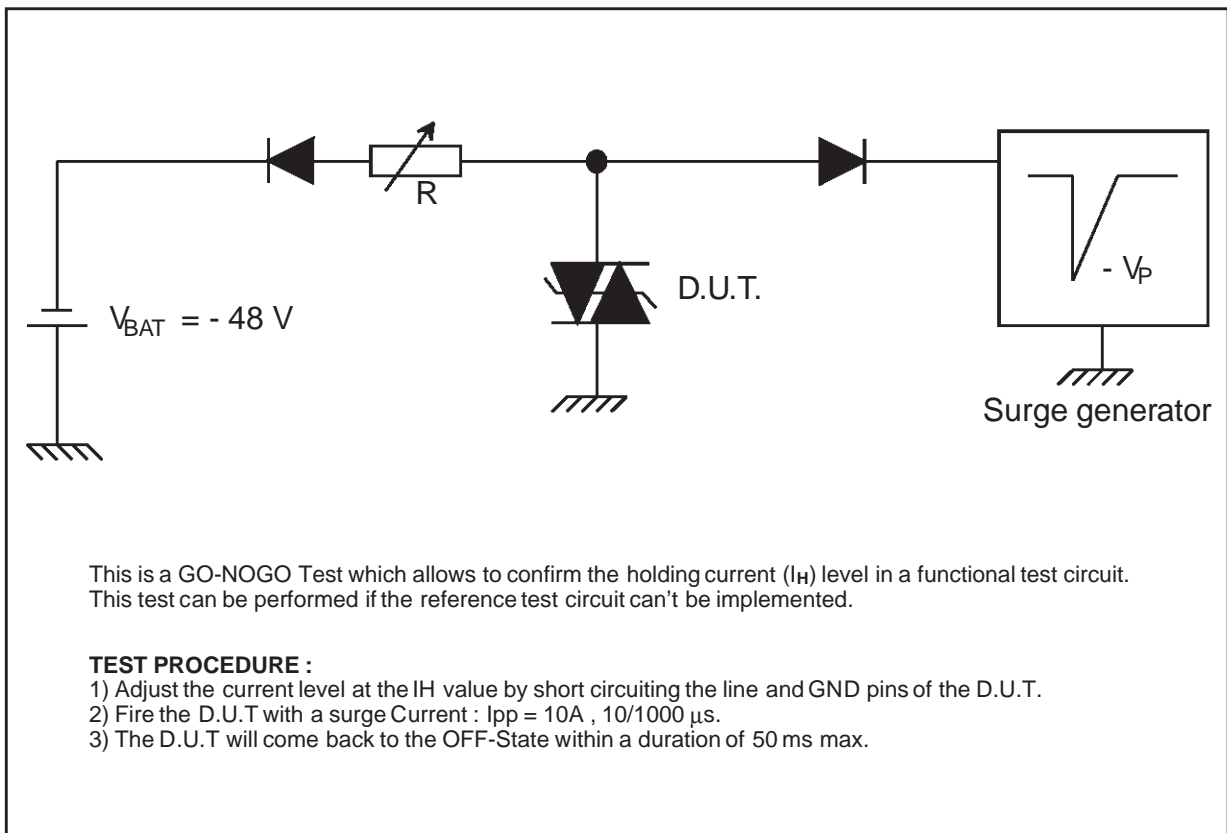 R
- VP
D.U.T.
VBAT = - 48 V
Surge generator
This is a GO-NOGO Test which allows to confirm the holding current (IH) level in a functional test circuit.
This test can be performed if the reference test circuit can't be implemented.
TEST PROCEDURE :
1) Adjust the current level at the IH value by short circuiting the line and GND pins of the D.U.T.
2) Fire the D.U.T with a surge Current : Ipp = 10A , 10/1000 μs.
3) The D.U.T will come back to the OFF-State within a duration of 50 ms max.